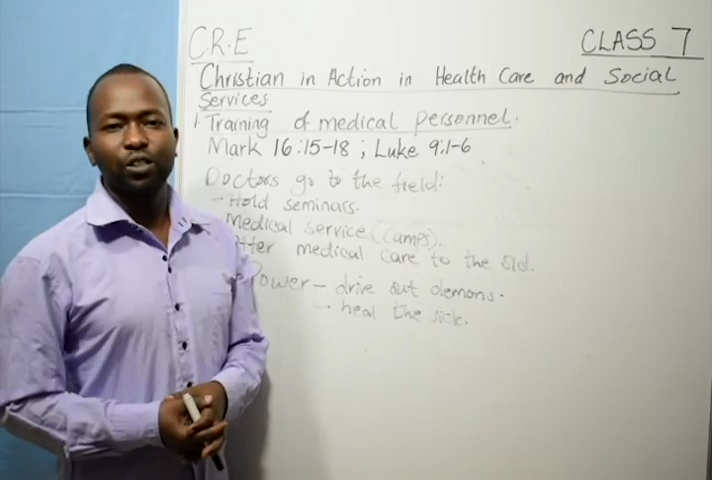 C.R.E
CLASS 7
Christian in Action in Health Care and Social
Services
1. Training of medical personnel.
Mark 16:15-18 ; Luke 9:1-6
Doctors go to the field:
- Hold seminars.
Medical service (camps).
medical care to the sid.
Power - drive out demons.
- heal the sick.